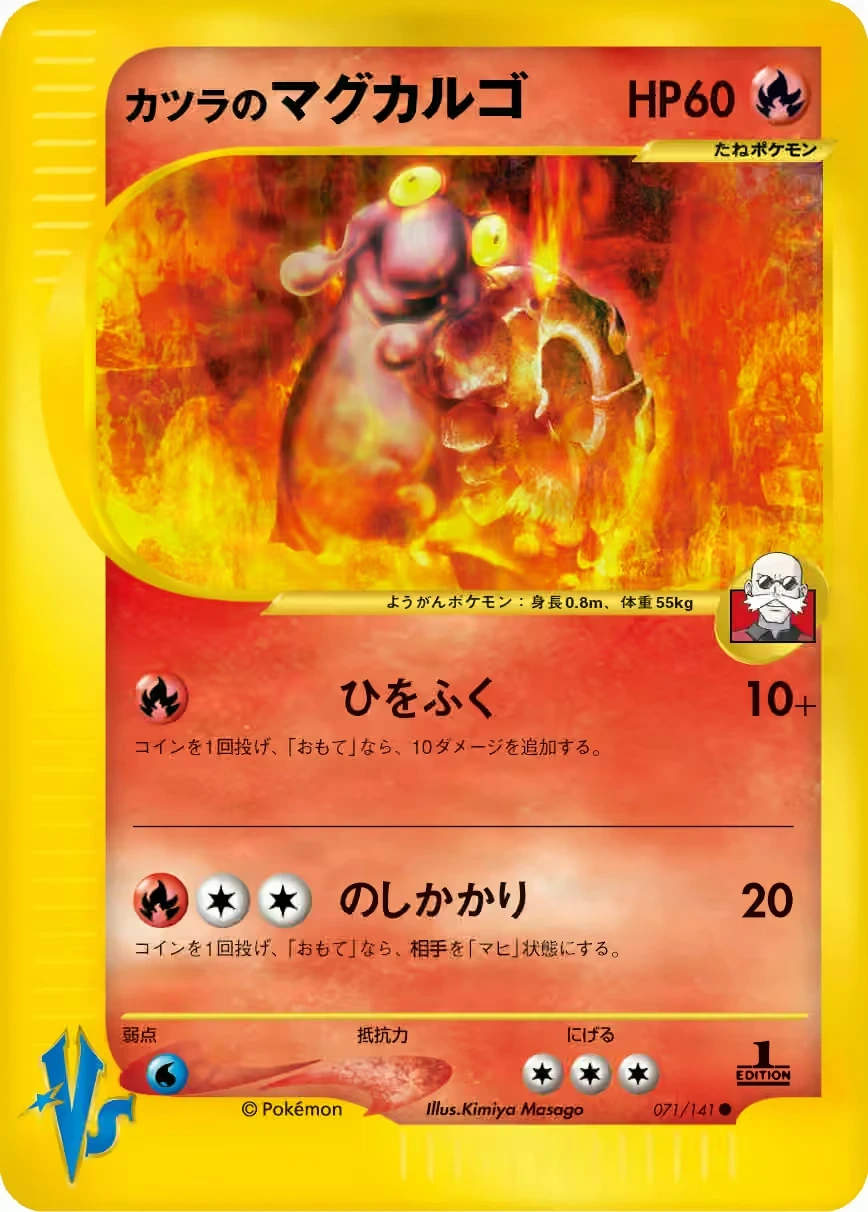 カツラのマグカルゴ HP60
たねポケモン
ようがんポケモン：身長0.8m、体重55kg
ひをふく 10+
コインを1回投げ、「おもて」なら、10ダメージを追加する。
のしかかり 20
コインを1回投げ、「おもて」なら、相手を「マヒ」状態にする。
弱点 抵抗力 にげる
1
EDITION
VS
© Pokémon Illus.Kimiya Masago 071/141●